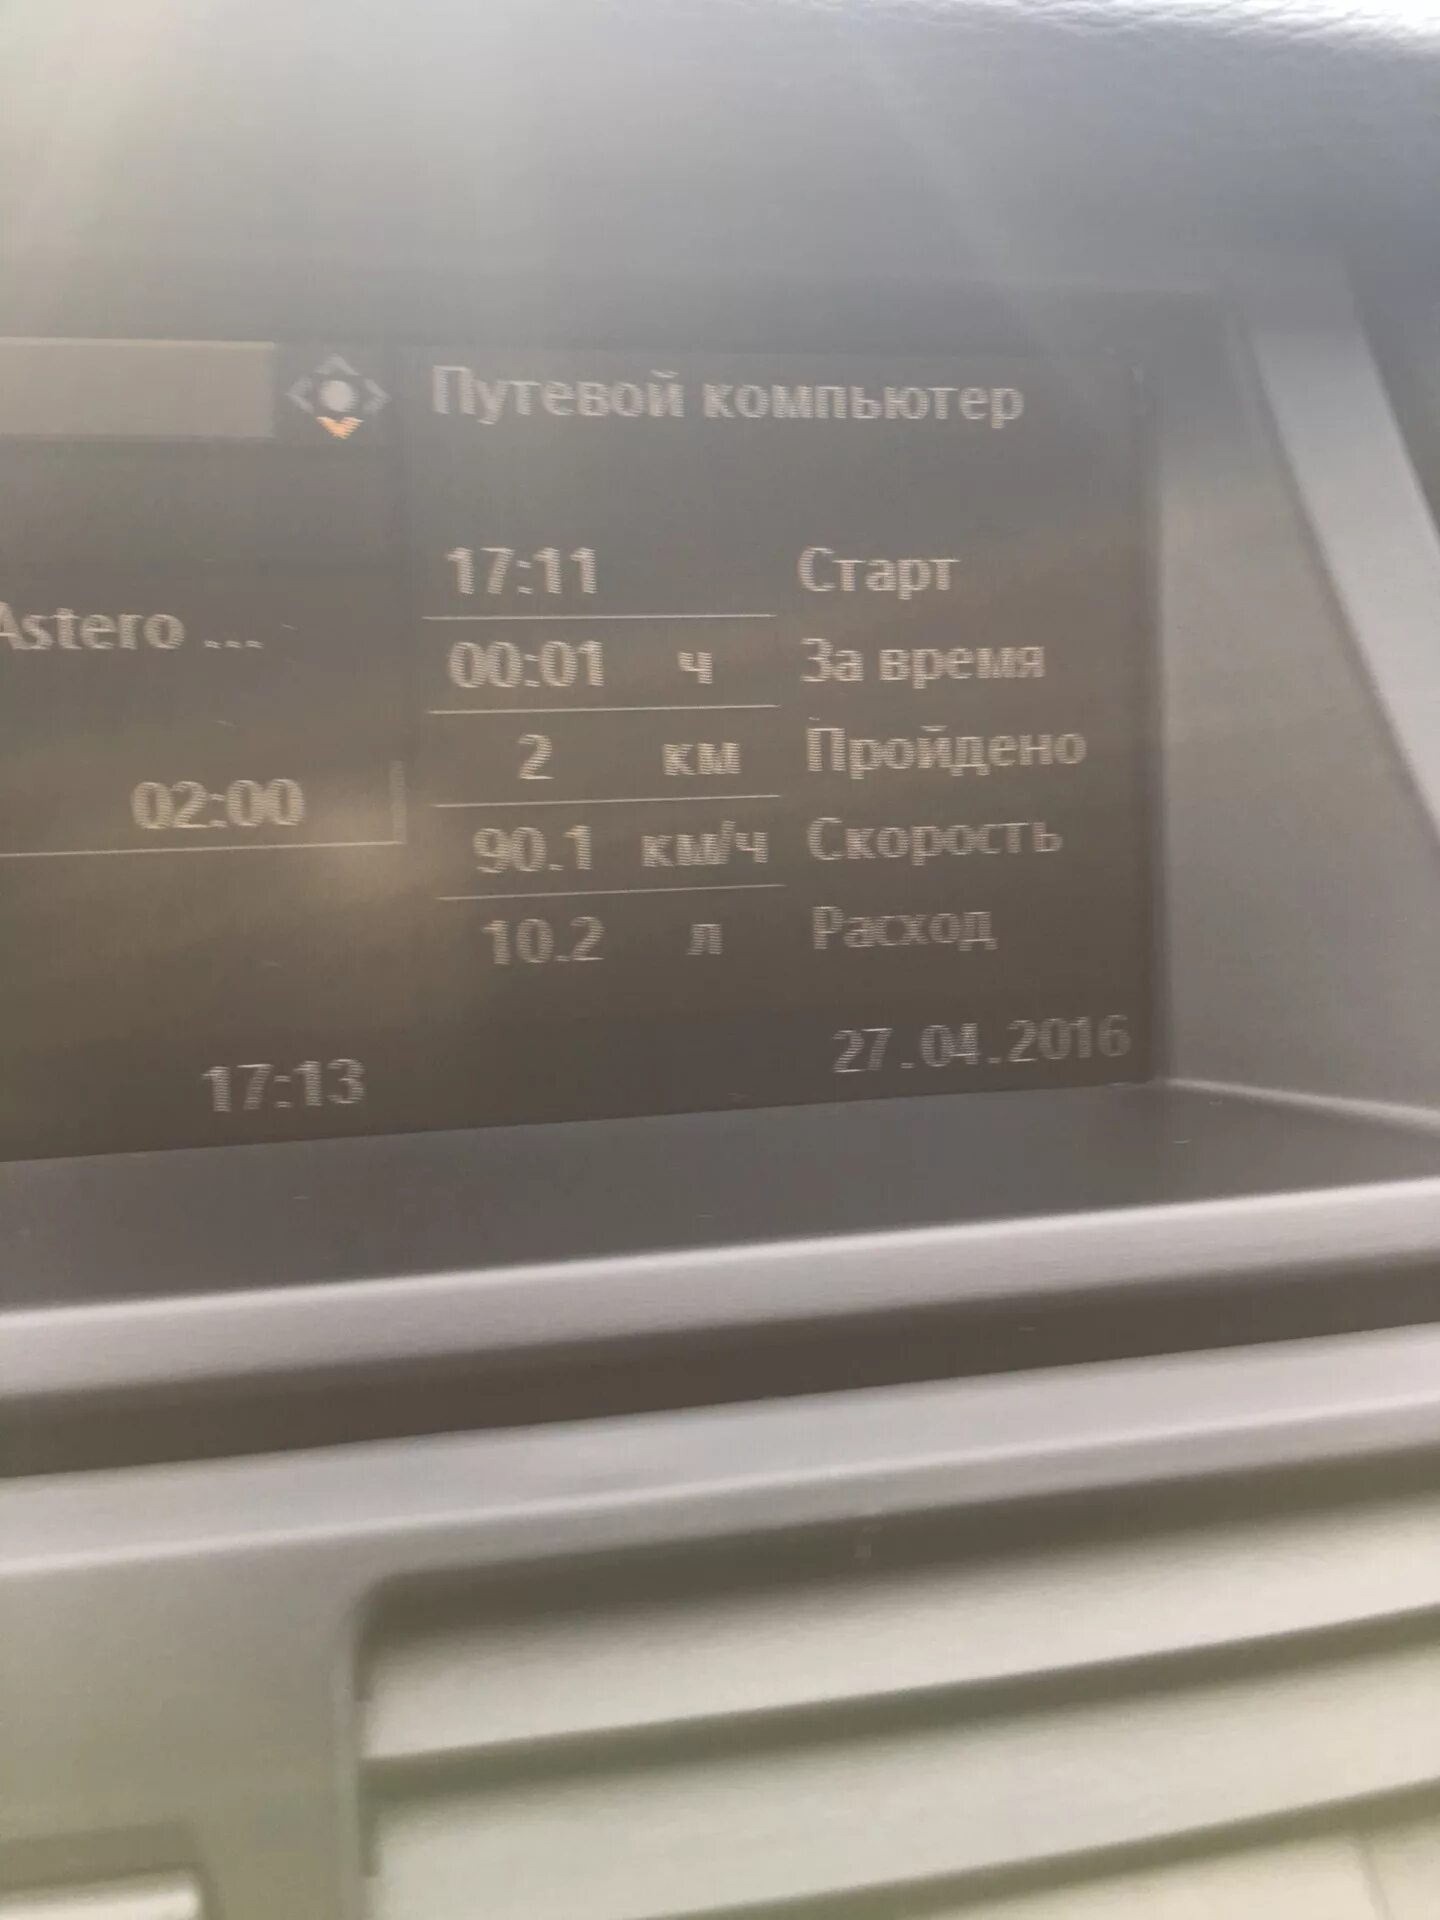 Путевой компьютер
17:11 Старт
Astero ...
00:01 ч За время
2 км Пройдено
02:00
90.1 км/ч Скорость
10.2 л Расход
17:13 27.04.2016